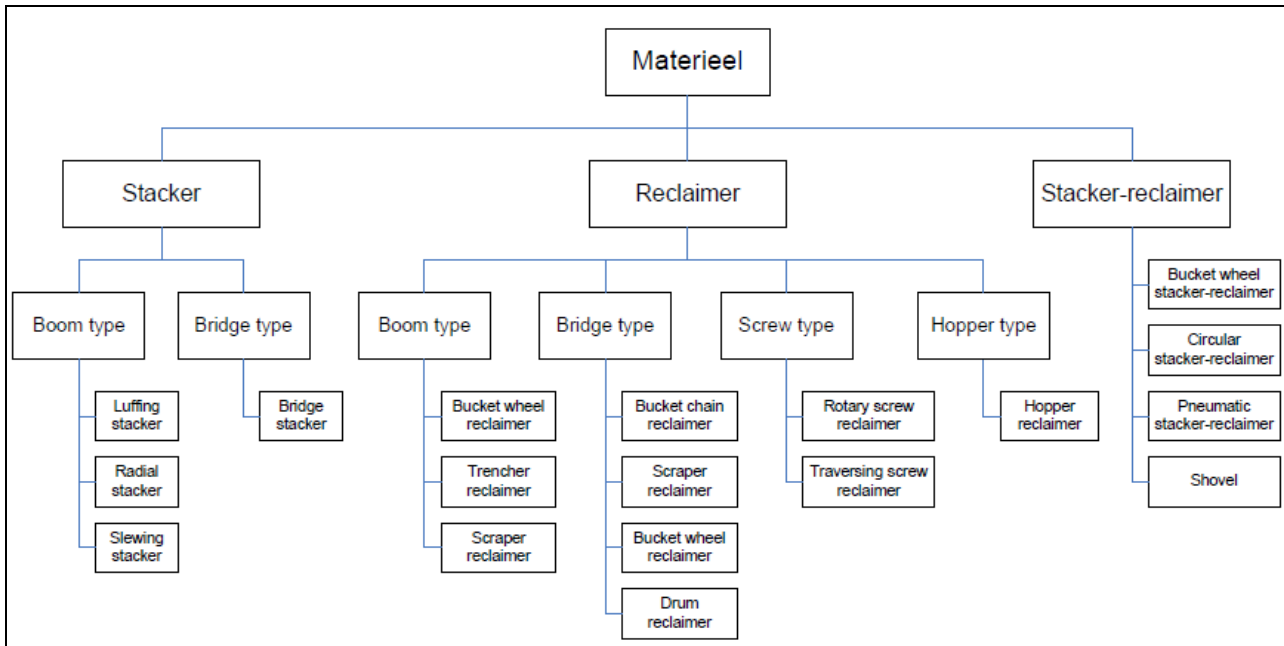 Materieel
Stacker
Reclaimer
Stacker-reclaimer
Boom type
Bridge type
Boom type
Bridge type
Screw type
Hopper type
Luffing
stacker
Radial
stacker
Slewing
stacker
Bridge
stacker
Bucket wheel
reclaimer
Trencher
reclaimer
Scraper
reclaimer
Bucket chain
reclaimer
Scraper
reclaimer
Bucket wheel
reclaimer
Drum
reclaimer
Rotary screw
reclaimer
Traversing screw
reclaimer
Hopper
reclaimer
Bucket wheel
stacker-reclaimer
Circular
stacker-reclaimer
Pneumatic
stacker-reclaimer
Shovel